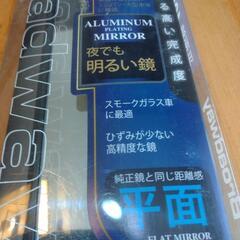 ALUMINUM
PLATING
MIRROR
夜でも
明るい鏡
スモークガラス車
に最適
ひずみが少ない
高精度な鏡
純正鏡と同じ距離感
平面
FLAT MIRROR
る高い完成度